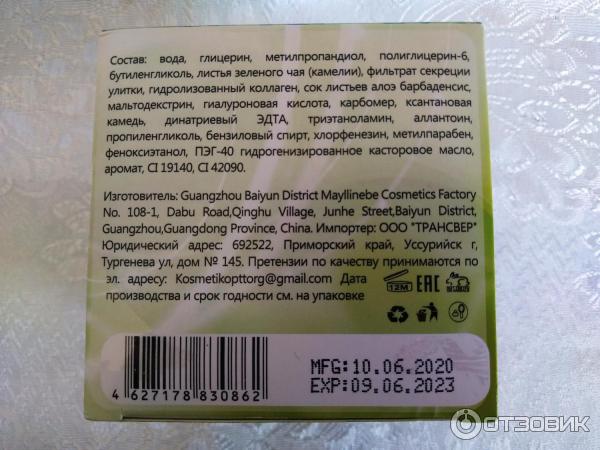 Состав: вода, глицерин, метилпропандиол, полиглицерин-6,
бутиленгликоль, листья зеленого чая (камелии), фильтрат секреции
улитки, гидролизованный коллаген, сок листьев алоэ барбаденсис,
мальтодекстрин, гиалуроновая кислота, карбомер, ксантановая
камедь, динатриевый ЭДТА, триэтаноламин, аллантоин,
пропиленгликоль, бензиловый спирт, хлорфенезин, метилпарабен,
феноксиэтанол, ПЭГ-40 гидрогенизированное касторовое масло,
аромат, CI 19140, CI 42090.
Изготовитель: Guangzhou Baiyun District Mayllinebe Cosmetics Factory
No. 108-1, Dabu Road,Qinghu Village, Junhe Street,Baiyun District,
Guangzhou,Guangdong Province, China. Импортер: ООО "ТРАНСВЕР"
Юридический адрес: 692522, Приморский край, Уссурийск г,
Тургенева ул, дом № 145. Претензии по качеству принимаются по
эл. адресу: Kosmetikopttorg@gmail.com Дата
производства и срок годности см. на упаковке
12M EAC
MFG: 10.06.2020
EXP: 09.06.2023
4 627178 830862
ОТЗОВИК